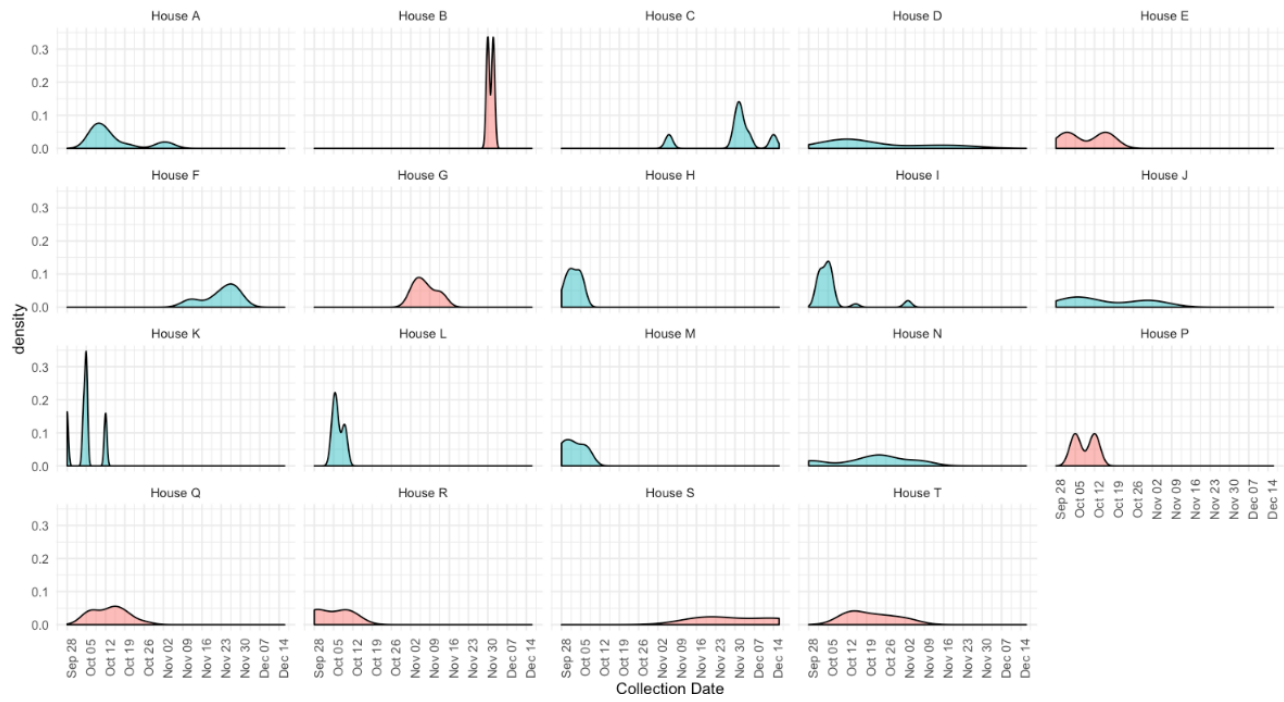 House A House B House C House D House E
0.3
0.2
0.1
0.0
House F House G House H House I House J
0.3
0.2
0.1
0.0
density
House K House L House M House N House P
0.3
0.2
0.1
0.0
Sep 28 Oct 05 Oct 12 Oct 19 Oct 26 Nov 02 Nov 09 Nov 16 Nov 23 Nov 30 Dec 07 Dec 14
House Q House R House S House T
0.3
0.2
0.1
0.0
Sep 28 Oct 05 Oct 12 Oct 19 Oct 26 Nov 02 Nov 09 Nov 16 Nov 23 Nov 30 Dec 07 Dec 14 Sep 28 Oct 05 Oct 12 Oct 19 Oct 26 Nov 02 Nov 09 Nov 16 Nov 23 Nov 30 Dec 07 Dec 14 Sep 28 Oct 05 Oct 12 Oct 19 Oct 26 Nov 02 Nov 09 Nov 16 Nov 23 Nov 30 Dec 07 Dec 14 Sep 28 Oct 05 Oct 12 Oct 19 Oct 26 Nov 02 Nov 09 Nov 16 Nov 23 Nov 30 Dec 07 Dec 14
Collection Date